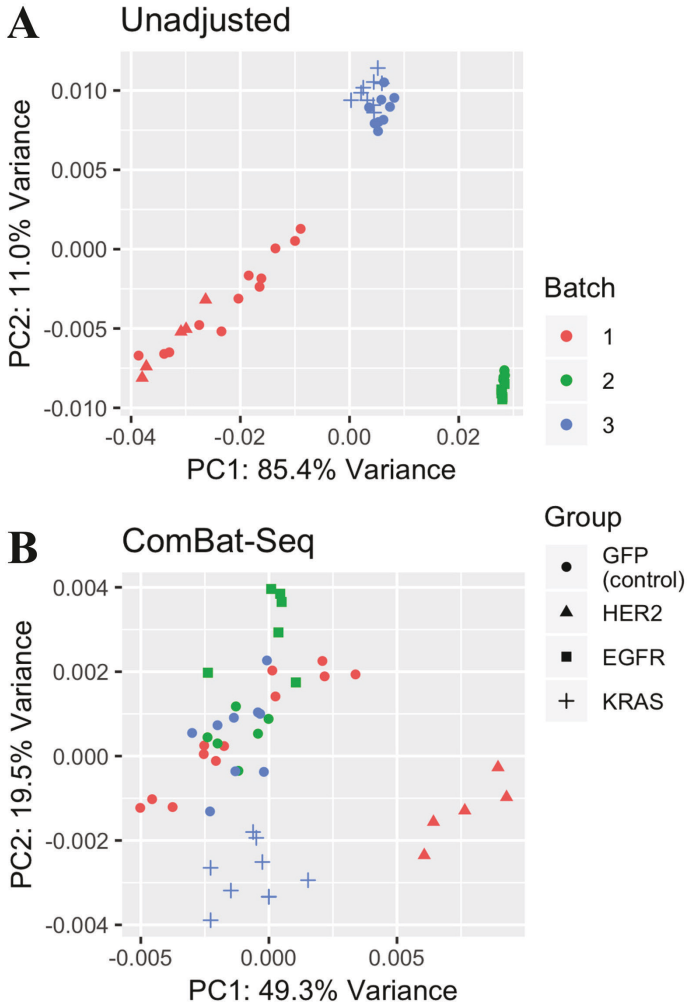 A Unadjusted
PC2: 11.0% Variance
0.010
0.005
0.000
-0.005
-0.010
-0.04 -0.02 0.00 0.02
PC1: 85.4% Variance
Batch
1
2
3
B ComBat-Seq
PC2: 19.5% Variance
0.004
0.002
0.000
-0.002
-0.004
-0.005 0.000 0.005
PC1: 49.3% Variance
Group
GFP
(control)
HER2
EGFR
KRAS